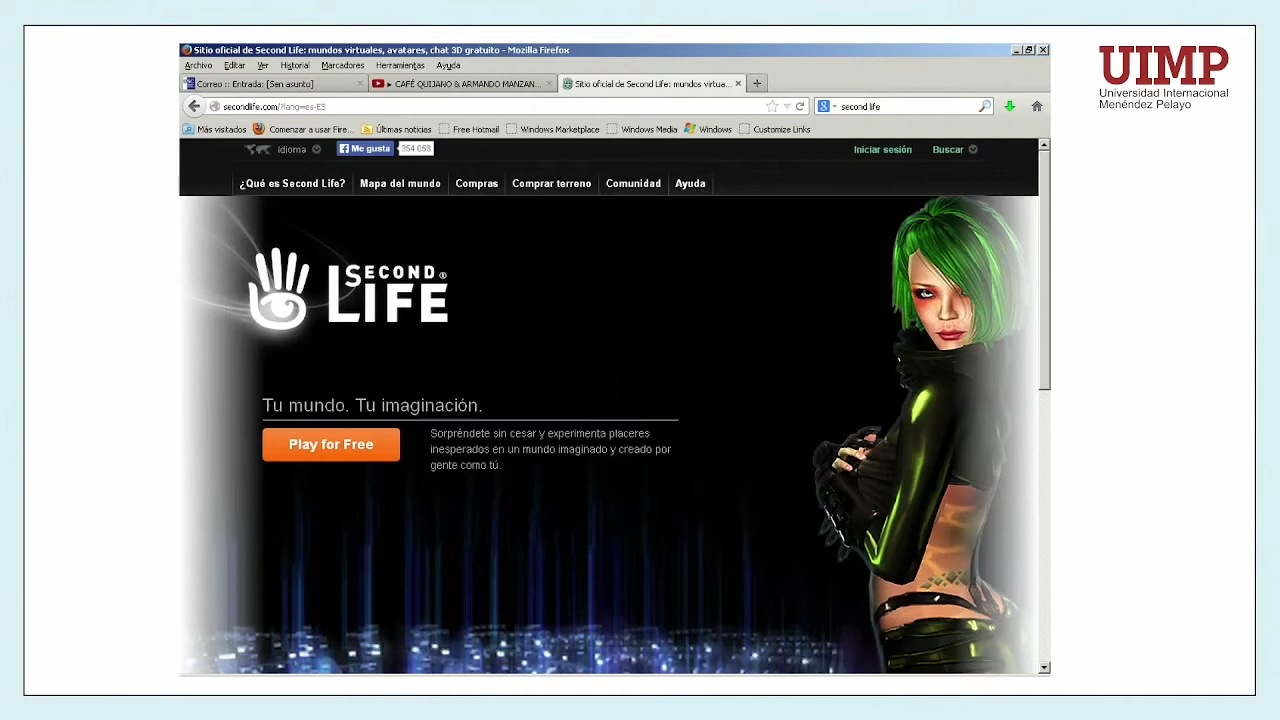 Sitio oficial de Second Life: mundos virtuales, avatares, chat 3D gratuito - Mozilla Firefox
UIMP
Universidad Internacional
Menéndez Pelayo
Archivo Editar Ver Historial Marcadores Herramientas Ayuda
Correo :: Entrada: [Sen asunto] × CAFÉ QUIJANO & ARMANDO MANZAN... × Sitio oficial de Second Life: mundos virtua... × +
secondlife.com/?lang=es-ES second life
Más visitados Comenzar a usar Fire... Últimas noticias Free Hotmail Windows Marketplace Windows Media Windows Customize Links
Idioma Me gusta 354 058 Iniciar sesión Buscar
¿Qué es Second Life? Mapa del mundo Compras Comprar terreno Comunidad Ayuda
SECOND®
LIFE
Tu mundo. Tu imaginación.
Play for Free
Sorpréndete sin cesar y experimenta placeres
inesperados en un mundo imaginado y creado por
gente como tú.